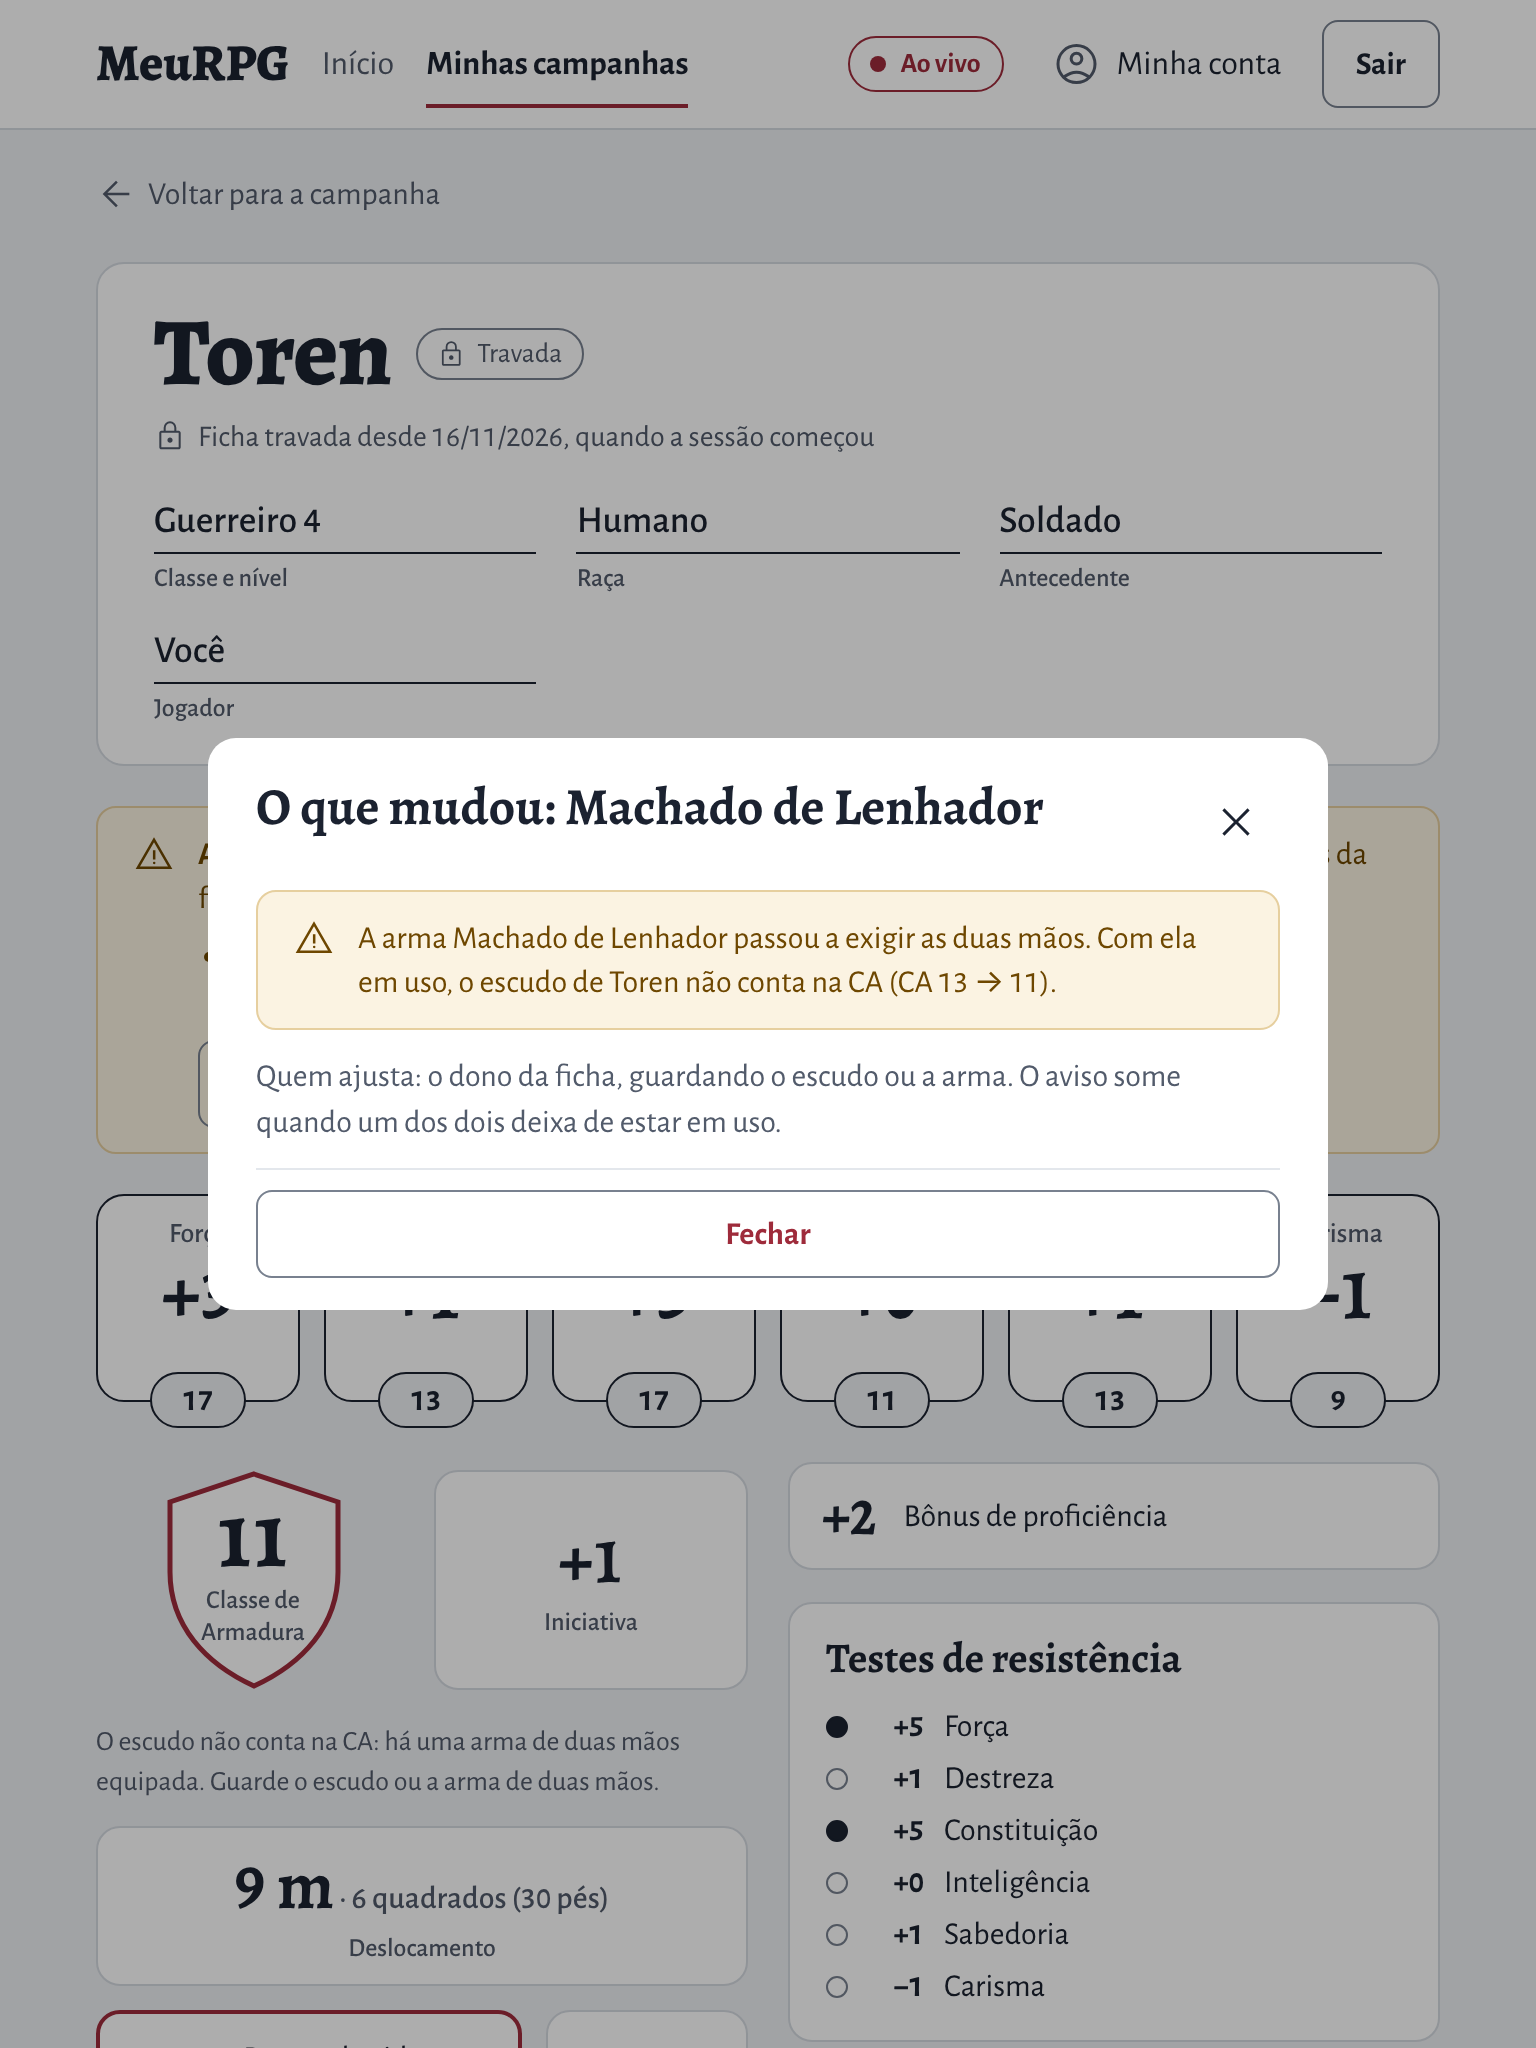 MeuRPG Início Minhas campanhas Ao vivo Minha conta Sair
Voltar para a campanha
Toren Travada
Ficha travada desde 16/11/2026, quando a sessão começou
Guerreiro 4 Humano Soldado
Classe e nível Raça Antecedente
Você
Jogador
O que mudou: Machado de Lenhador
da
A arma Machado de Lenhador passou a exigir as duas mãos. Com ela
em uso, o escudo de Toren não conta na CA (CA 13 → 11).
Quem ajusta: o dono da ficha, guardando o escudo ou a arma. O aviso some
quando um dos dois deixa de estar em uso.
Fechar
–1
17 13 17 11 13 9
11
Classe de
Armadura
+1
Iniciativa
+2 Bônus de proficiência
O escudo não conta na CA: há uma arma de duas mãos
equipada. Guarde o escudo ou a arma de duas mãos.
9 m · 6 quadrados (30 pés)
Deslocamento
Testes de resistência
+5 Força
+1 Destreza
+5 Constituição
+0 Inteligência
+1 Sabedoria
–1 Carisma